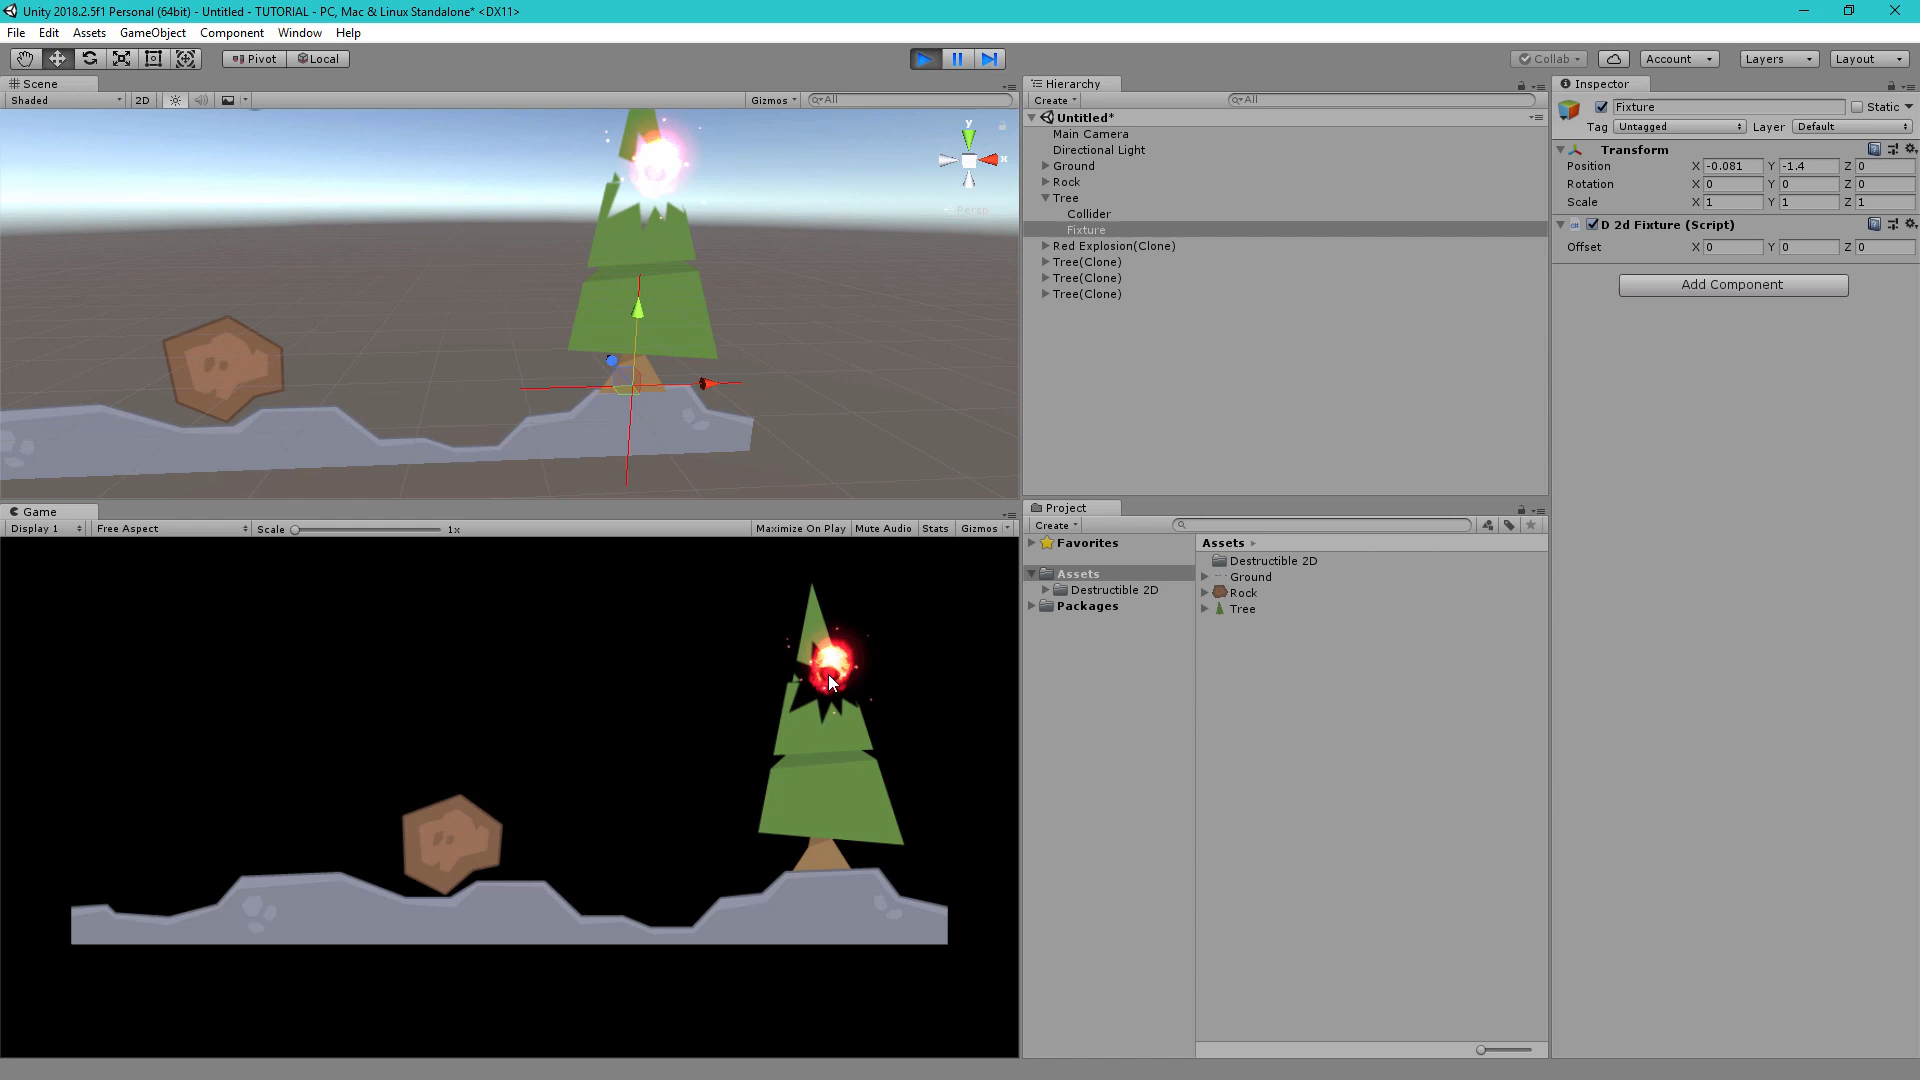 Unity 2018.2.5f1 Personal (64bit) - Untitled - TUTORIAL - PC, Mac & Linux Standalone* <DX11>
File Edit Assets GameObject Component Window Help
Pivot Local Collab Account Layers Layout
Scene
Shaded 2D Gizmos All
y
x
Persp
Game
Display 1 Free Aspect Scale 1x Maximize On Play Mute Audio Stats Gizmos
Hierarchy
Create All
Untitled*
Main Camera
Directional Light
Ground
Rock
Tree
Collider
Fixture
Red Explosion(Clone)
Tree(Clone)
Tree(Clone)
Tree(Clone)
Project
Create
Favorites
Assets
Destructible 2D
Packages
Assets
Destructible 2D
Ground
Rock
Tree
Inspector
Fixture Static
Tag Untagged Layer Default
Transform
Position X -0.081 Y -1.4 Z 0
Rotation X 0 Y 0 Z 0
Scale X 1 Y 1 Z 1
D 2d Fixture (Script)
Offset X 0 Y 0 Z 0
Add Component